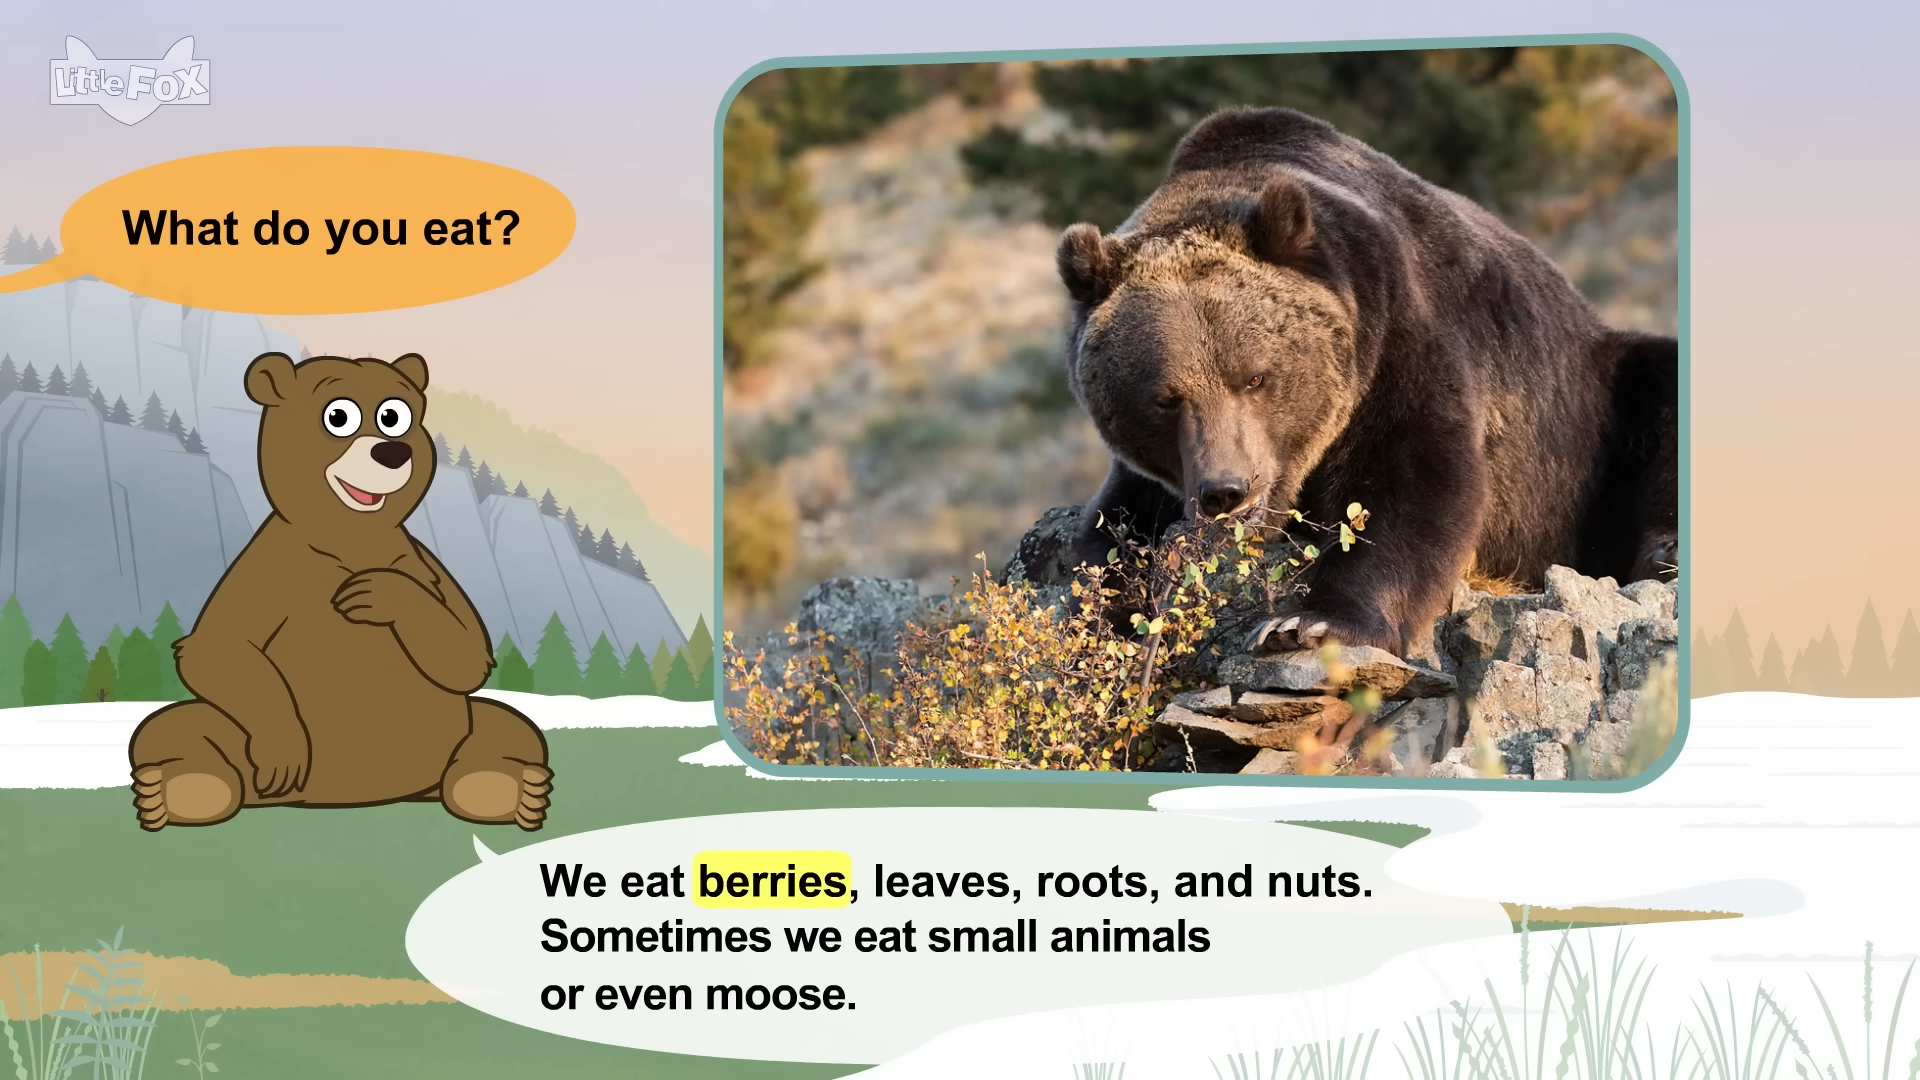 Little Fox
What do you eat?
We eat berries, leaves, roots, and nuts.
Sometimes we eat small animals
or even moose.